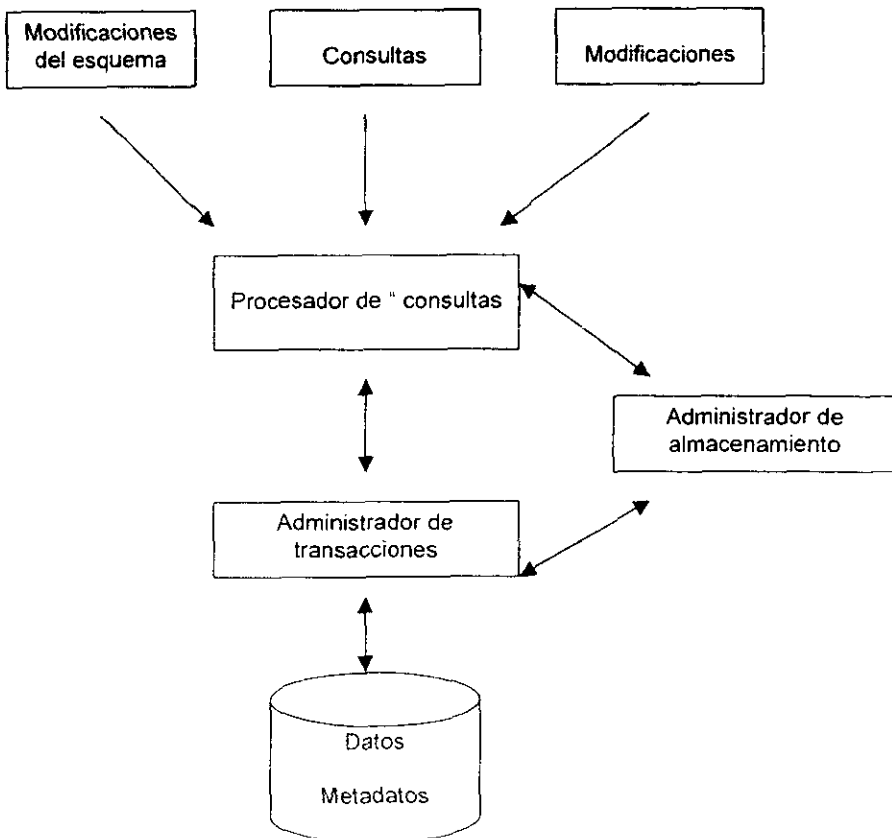 Modificaciones
del esquema
Consultas
Modificaciones
Procesador de " consultas
Administrador de
almacenamiento
Administrador de
transacciones
Datos
Metadatos